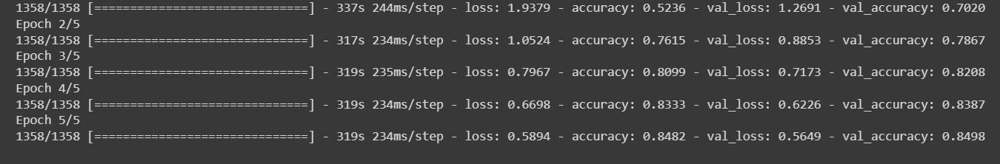 1358/1358 [==============================] - 337s 244ms/step - loss: 1.9379 - accuracy: 0.5236 - val_loss: 1.2691 - val_accuracy: 0.7020
Epoch 2/5
1358/1358 [==============================] - 317s 234ms/step - loss: 1.0524 - accuracy: 0.7615 - val_loss: 0.8853 - val_accuracy: 0.7867
Epoch 3/5
1358/1358 [==============================] - 319s 235ms/step - loss: 0.7967 - accuracy: 0.8099 - val_loss: 0.7173 - val_accuracy: 0.8208
Epoch 4/5
1358/1358 [==============================] - 319s 234ms/step - loss: 0.6698 - accuracy: 0.8333 - val_loss: 0.6226 - val_accuracy: 0.8387
Epoch 5/5
1358/1358 [==============================] - 319s 234ms/step - loss: 0.5894 - accuracy: 0.8482 - val_loss: 0.5649 - val_accuracy: 0.8498